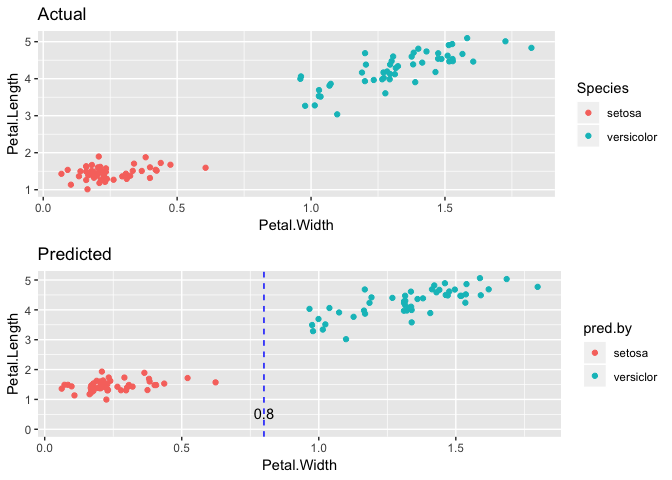 Actual
5
4
3
2
1
Petal.Length
0.0 0.5 1.0 1.5
Petal.Width
Species
setosa
versicolor
Predicted
5
4
3
2
1
0
Petal.Length
0.8
0.0 0.5 1.0 1.5
Petal.Width
pred.by
setosa
versiclor